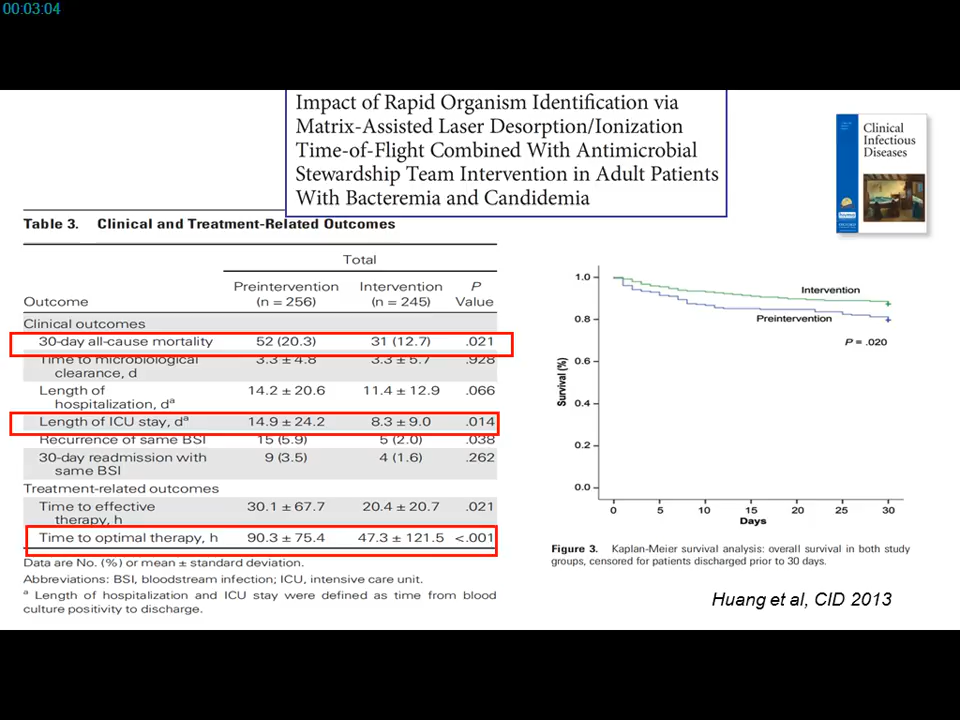 00:03:04
Impact of Rapid Organism Identification via
Matrix-Assisted Laser Desorption/Ionization
Time-of-Flight Combined With Antimicrobial
Stewardship Team Intervention in Adult Patients
With Bacteremia and Candidemia
Clinical
Infectious
Diseases
Table 3. Clinical and Treatment-Related Outcomes
Total
Preintervention Intervention P
Outcome (n = 256) (n = 245) Value
Clinical outcomes
30-day all-cause mortality 52 (20.3) 31 (12.7) .021
Time to microbiological 3.3 ± 4.8 3.3 ± 5.7 .928
clearance, d
Length of 14.2 ± 20.6 11.4 ± 12.9 .066
hospitalization, dᵃ
Length of ICU stay, dᵃ 14.9 ± 24.2 8.3 ± 9.0 .014
Recurrence of same BSI 15 (5.9) 5 (2.0) .038
30-day readmission with 9 (3.5) 4 (1.6) .262
same BSI
Treatment-related outcomes
Time to effective 30.1 ± 67.7 20.4 ± 20.7 .021
therapy, h
Time to optimal therapy, h 90.3 ± 75.4 47.3 ± 121.5 <.001
Data are No. (%) or mean ± standard deviation.
Abbreviations: BSI, bloodstream infection; ICU, intensive care unit.
ᵃ Length of hospitalization and ICU stay were defined as time from blood
culture positivity to discharge.
1.0
0.8
0.6
0.4
0.2
0.0
Survival (%)
Intervention
Preintervention
P = .020
0 5 10 15 20 25 30
Days
Figure 3. Kaplan-Meier survival analysis: overall survival in both study
groups, censored for patients discharged prior to 30 days.
Huang et al, CID 2013